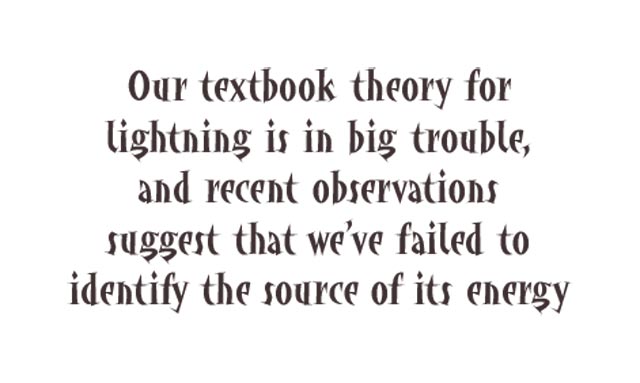 Our textbook theory for
lightning is in big trouble,
and recent observations
suggest that we've failed to
identify the source of its energy